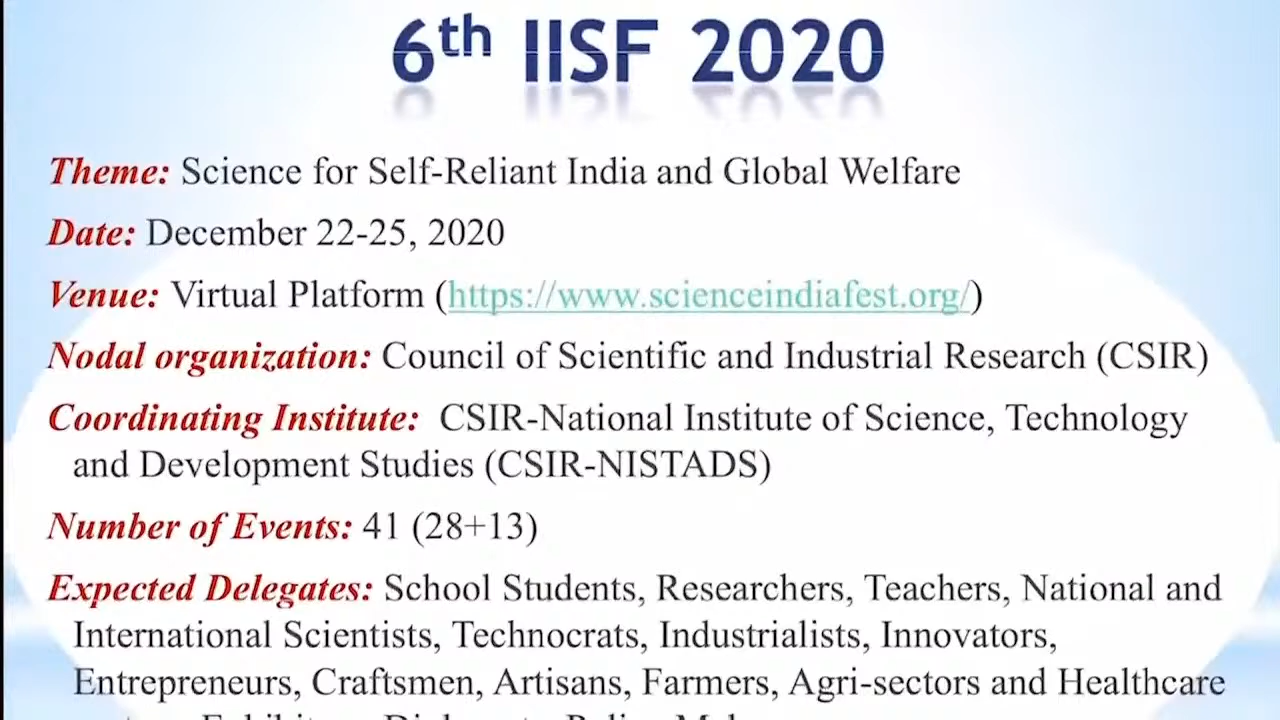 6th IISF 2020
Theme: Science for Self-Reliant India and Global Welfare
Date: December 22-25, 2020
Venue: Virtual Platform (https://www.scienceindiafest.org/)
Nodal organization: Council of Scientific and Industrial Research (CSIR)
Coordinating Institute: CSIR-National Institute of Science, Technology
and Development Studies (CSIR-NISTADS)
Number of Events: 41 (28+13)
Expected Delegates: School Students, Researchers, Teachers, National and
International Scientists, Technocrats, Industrialists, Innovators,
Entrepreneurs, Craftsmen, Artisans, Farmers, Agri-sectors and Healthcare